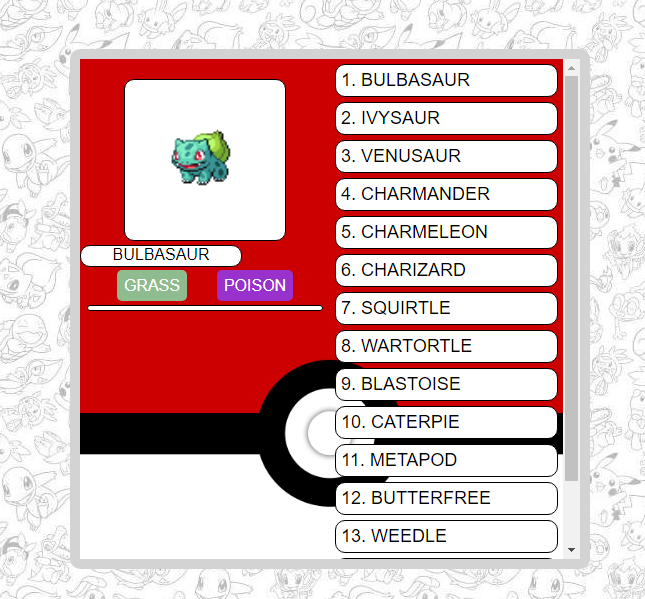 BULBASAUR
GRASS POISON
1. BULBASAUR
2. IVYSAUR
3. VENUSAUR
4. CHARMANDER
5. CHARMELEON
6. CHARIZARD
7. SQUIRTLE
8. WARTORTLE
9. BLASTOISE
10. CATERPIE
11. METAPOD
12. BUTTERFREE
13. WEEDLE